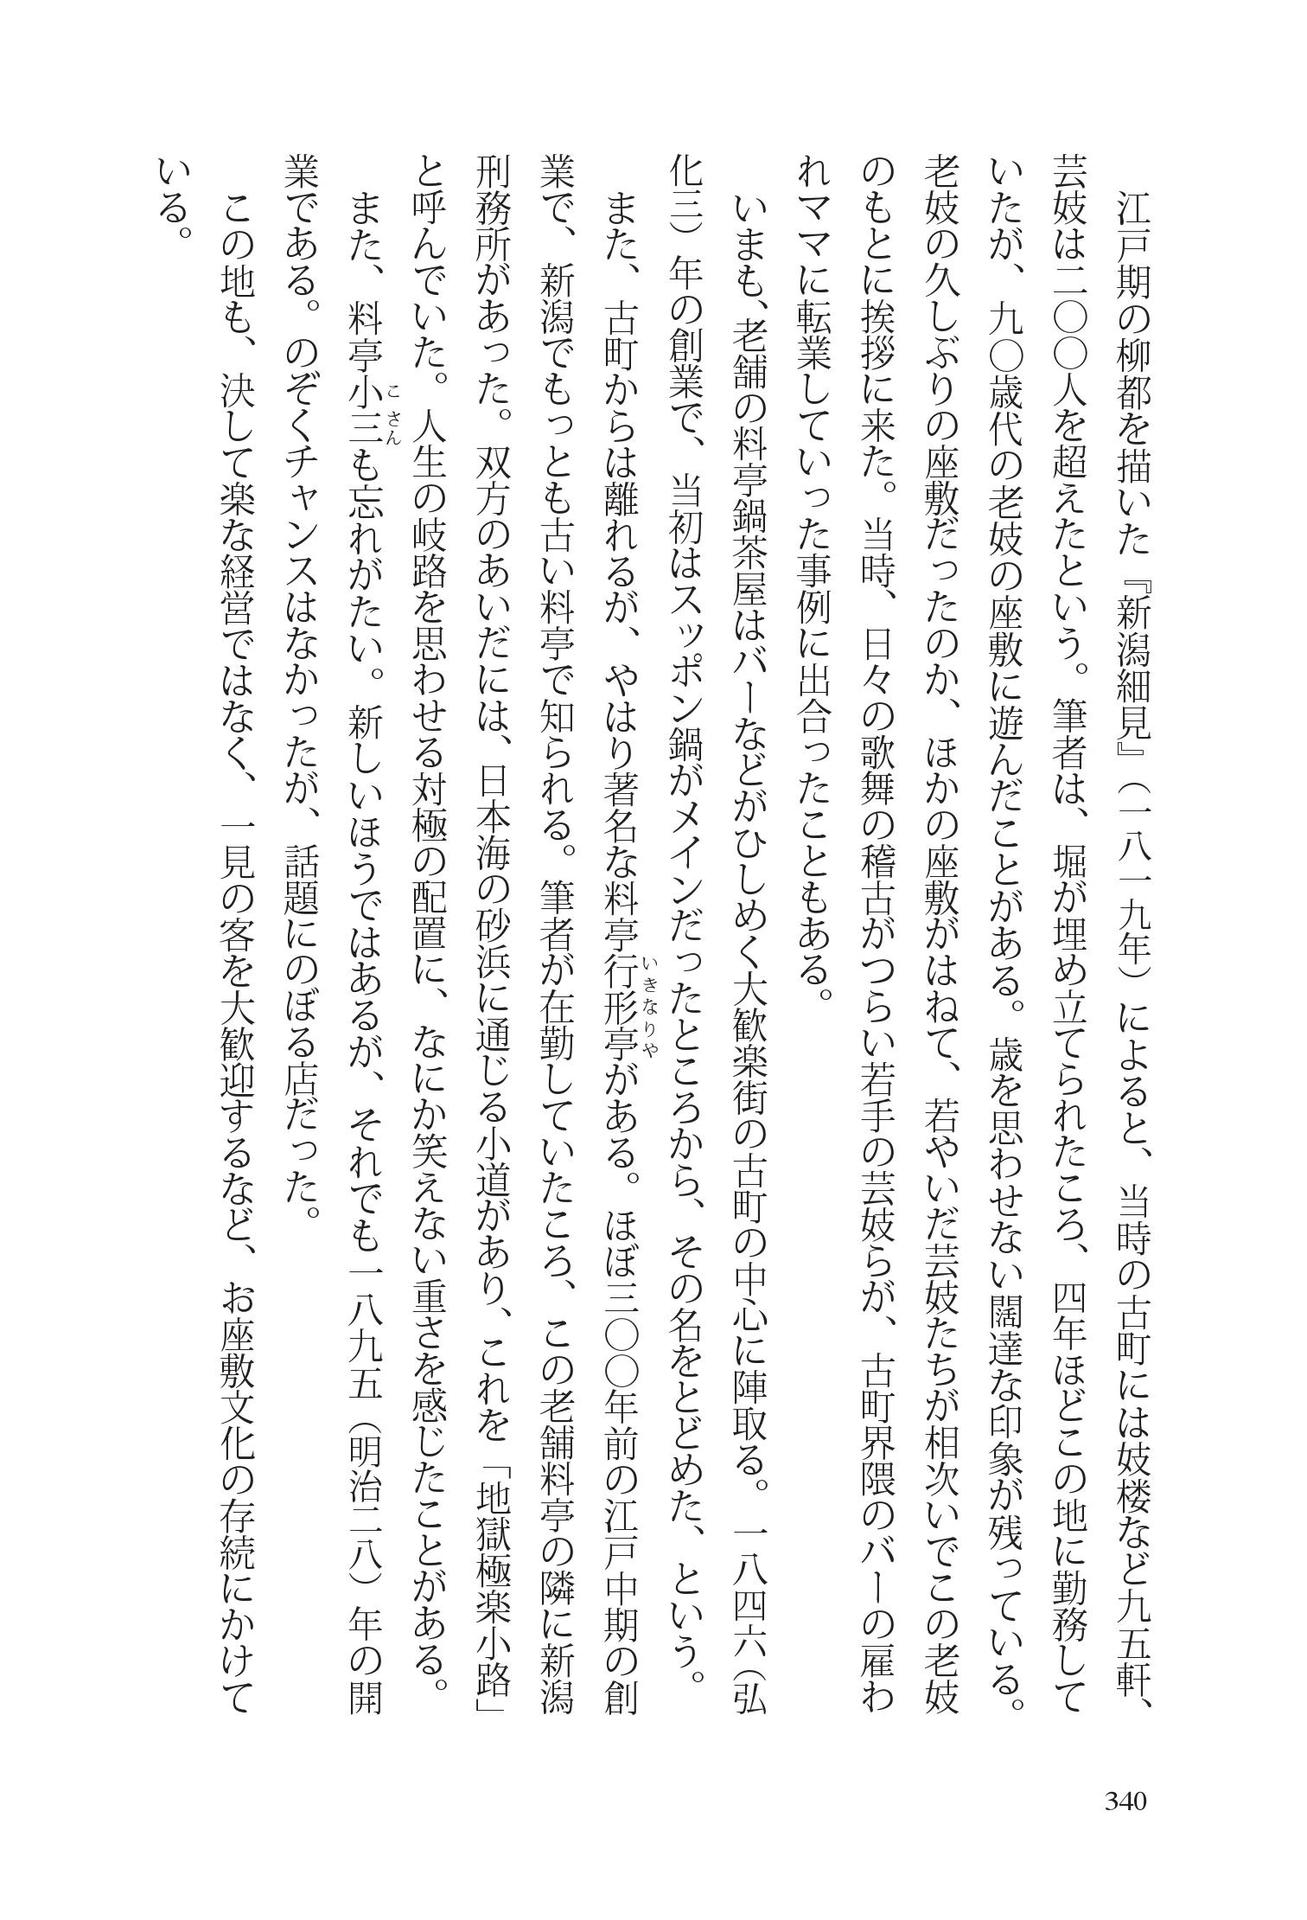 江戸期の柳都を描いた『新潟細見』（一八一九年）によると、当時の古町には妓楼など九五軒、
芸妓は二〇〇人を超えたという。筆者は、堀が埋め立てられたころ、四年ほどこの地に勤務して
いたが、九〇歳代の老妓の座敷に遊んだことがある。歳を思わせない闊達な印象が残っている。
老妓の久しぶりの座敷だったのか、ほかの座敷がはねて、若やいだ芸妓たちが相次いでこの老妓
のもとに挨拶に来た。当時、日々の歌舞の稽古がつらい若手の芸妓らが、古町界隈のバーの雇わ
れママに転業していった事例に出合ったこともある。
　いまも、老舗の料亭鍋茶屋はバーなどがひしめく大歓楽街の古町の中心に陣取る。一八四六（弘
化三）年の創業で、当初はスッポン鍋がメインだったところから、その名をとどめた、という。
　また、古町からは離れるが、やはり著名な料亭行形亭いきなりやがある。ほぼ三〇〇年前の江戸中期の創
業で、新潟でもっとも古い料亭で知られる。筆者が在勤していたころ、この老舗料亭の隣に新潟
刑務所があった。双方のあいだには、日本海の砂浜に通じる小道があり、これを「地獄極楽小路」
と呼んでいた。人生の岐路を思わせる対極の配置に、なにか笑えない重さを感じたことがある。
　また、料亭小三こさんも忘れがたい。新しいほうではあるが、それでも一八九五（明治二八）年の開
業である。のぞくチャンスはなかったが、話題にのぼる店だった。
　この地も、決して楽な経営ではなく、一見の客を大歓迎するなど、お座敷文化の存続にかけて
いる。
340